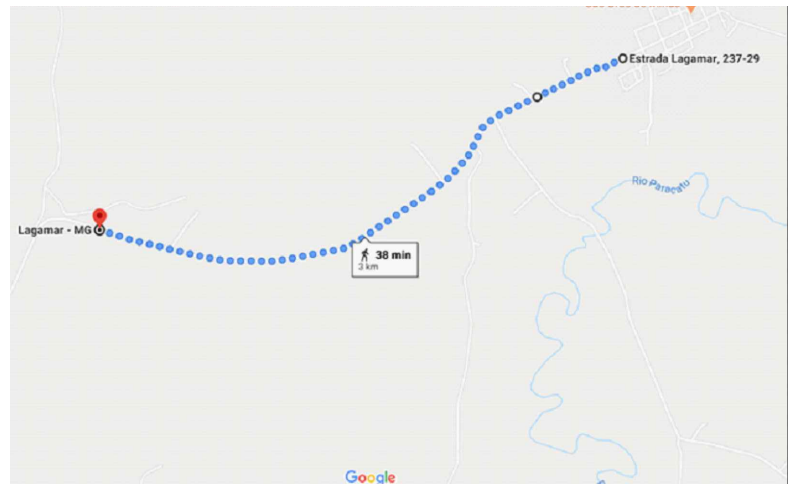 Estrada Lagamar, 237-29
Rio Paracatu
Lagamar - MG
38 min
3 km
Google